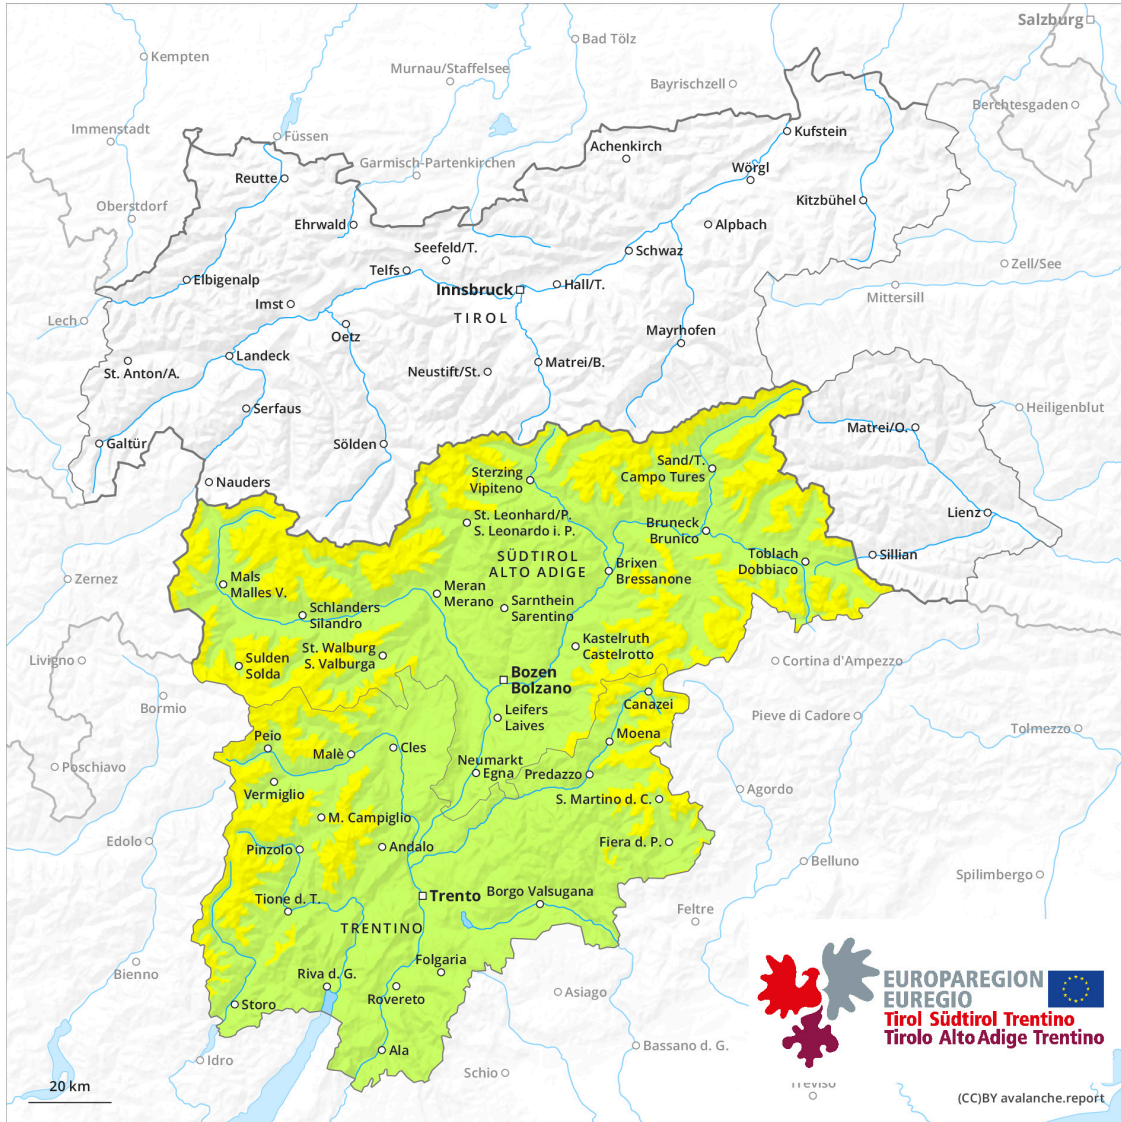 Salzburg
Bad Tölz
Kempten
Murnau/Staffelsee
Bayrischzell
Berchtesgaden
Immenstadt
Füssen
Kufstein
Achenkirch
Garmisch-Partenkirchen
Wörgl
Reutte
Kitzbühel
Oberstdorf
Ehrwald
Alpbach
Seefeld/T.
Schwaz
Zell/See
Telfs
Elbigenalp
Innsbruck
Hall/T.
Mittersill
Imst
TIROL
Lech
Oetz
Mayrhofen
Landeck
Matrei/B.
St. Anton/A.
Neustift/St.
Serfaus
Heiligenblut
Matrei/O.
Galtür
Sölden
Sand/T.
Campo Tures
Sterzing
Vipiteno
Nauders
Lienz
St. Leonhard/P.
S. Leonardo i. P.
Bruneck
Brunico
SÜDTIROL
ALTO ADIGE
Toblach
Dobbiaco
Sillian
Brixen
Bressanone
Zernez
Mals
Malles V.
Meran
Merano
Sarnthein
Sarentino
Schlanders
Silandro
Kastelruth
Castelrotto
St. Walburg
S. Valburga
Livigno
Sulden
Solda
Cortina d'Ampezzo
Bozen
Bolzano
Bormio
Canazei
Leifers
Laives
Pieve di Cadore
Tolmezzo
Peio
Moena
Malè
Cles
Neumarkt
Egna
Predazzo
Poschiavo
Vermiglio
Agordo
S. Martino d. C.
M. Campiglio
Edolo
Pinzolo
Andalo
Fiera d. P.
Belluno
Spilimbergo
Trento
Borgo Valsugana
Tione d. T.
Feltre
TRENTINO
Folgaria
Bienno
Riva d. G.
EUROPAREGION
EUREGIO
Tirol Südtirol Trentino
Tirolo Alto Adige Trentino
Rovereto
Asiago
Storo
Ala
Bassano d. G.
Idro
Schio
20 km
Treviso
(CC)BY avalanche.report